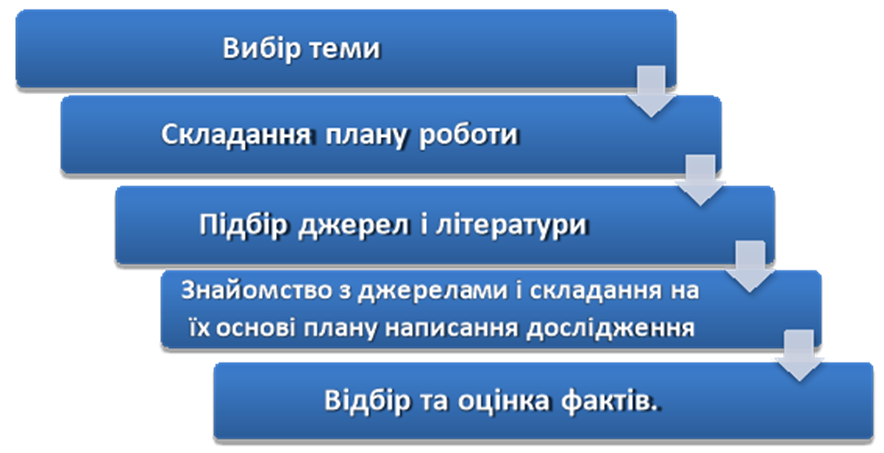 Вибір теми
Складання плану роботи
Підбір джерел і літератури
Знайомство з джерелами і складання на
їх основі плану написання дослідження
Відбір та оцінка фактів.